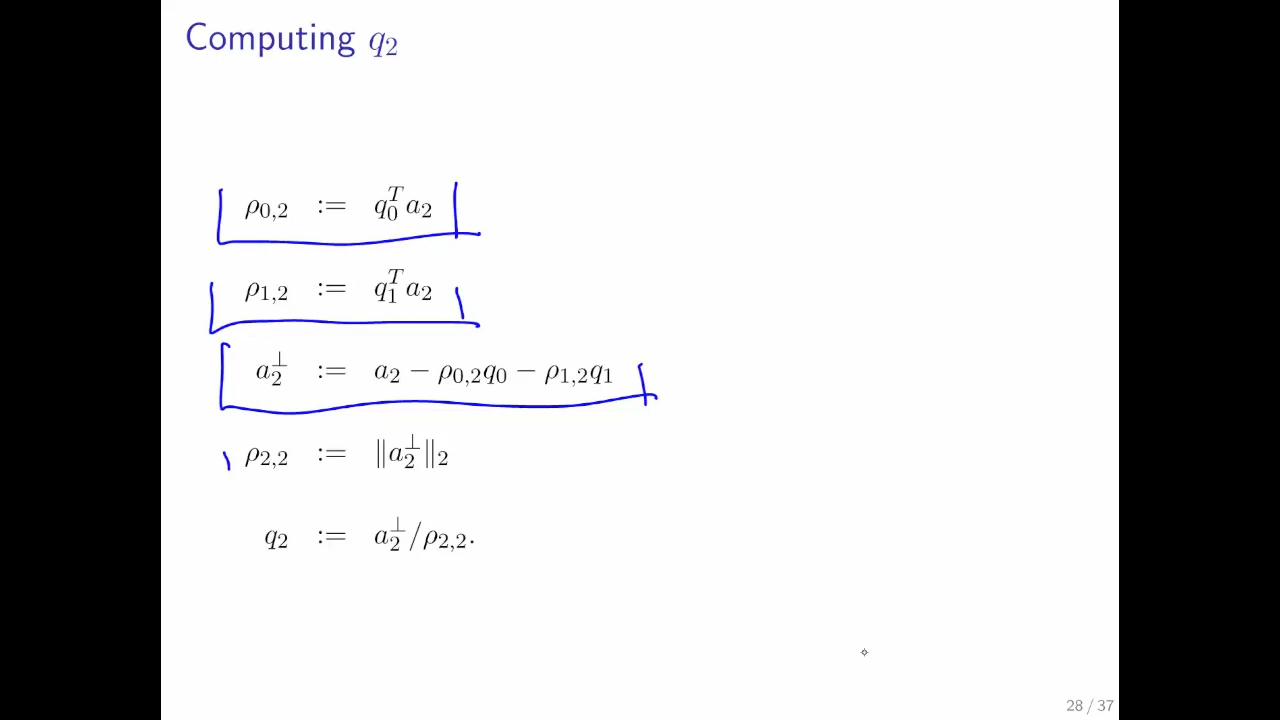 Computing q₂
ρ₀,₂ := q₀ᵀa₂
ρ₁,₂ := q₁ᵀa₂
a₂^⊥ := a₂ − ρ₀,₂q₀ − ρ₁,₂q₁
ρ₂,₂ := ‖a₂^⊥‖₂
q₂ := a₂^⊥/ρ₂,₂.
28 / 37